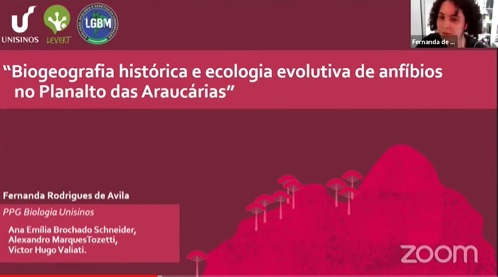 UNISINOS
LEVERT
LGBM
Fernanda de ...
"Biogeografia histórica e ecologia evolutiva de anfíbios
no Planalto das Araucárias"
Fernanda Rodrigues de Avila
PPG Biologia Unisinos
Ana Emília Brochado Schneider,
Alexandro MarquesTozetti,
Victor Hugo Valiati.
zoom